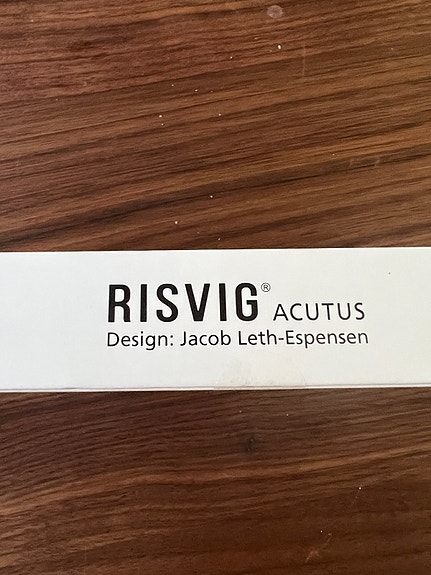 RISVIG® ACUTUS
Design: Jacob Leth-Espensen